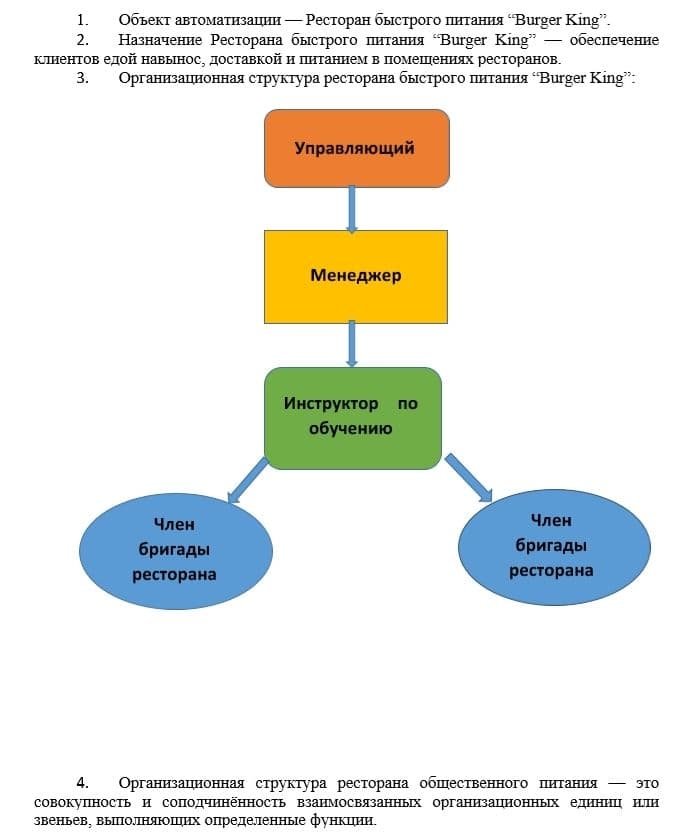 1. Объект автоматизации — Ресторан быстрого питания “Burger King”.
2. Назначение Ресторана быстрого питания “Burger King” — обеспечение
клиентов едой навынос, доставкой и питанием в помещениях ресторанов.
3. Организационная структура ресторана быстрого питания “Burger King”:
Управляющий
Менеджер
Инструктор по
обучению
Член
бригады
ресторана
Член
бригады
ресторана
4. Организационная структура ресторана общественного питания — это
совокупность и соподчинённость взаимосвязанных организационных единиц или
звеньев, выполняющих определенные функции.